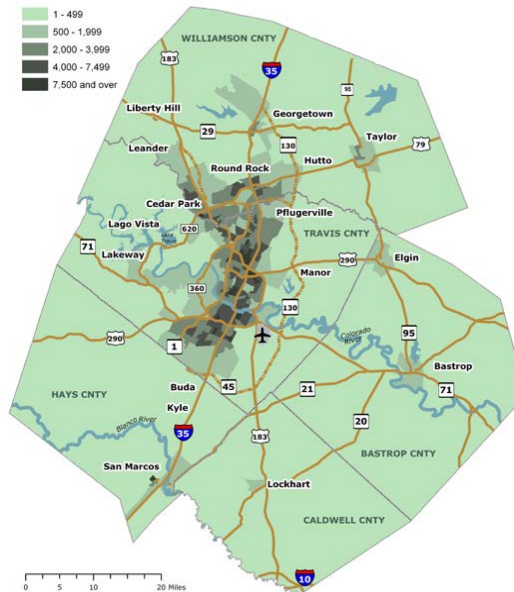 1 - 499
500 - 1,999
2,000 - 3,999
4,000 - 7,499
7,500 and over
WILLIAMSON CNTY
183
35
95
Liberty Hill
Georgetown
29
130
Taylor
79
Leander
Round Rock
Hutto
Cedar Park
Pflugerville
Lago Vista
620
TRAVIS CNTY
71
Lakeway
290
Elgin
Manor
360
130
Colorado
River
290
1
95
Bastrop
Buda
45
21
71
HAYS CNTY
Kyle
20
Blanco River
35
183
BASTROP CNTY
San Marcos
Lockhart
CALDWELL CNTY
10
0 5 10 20 Miles